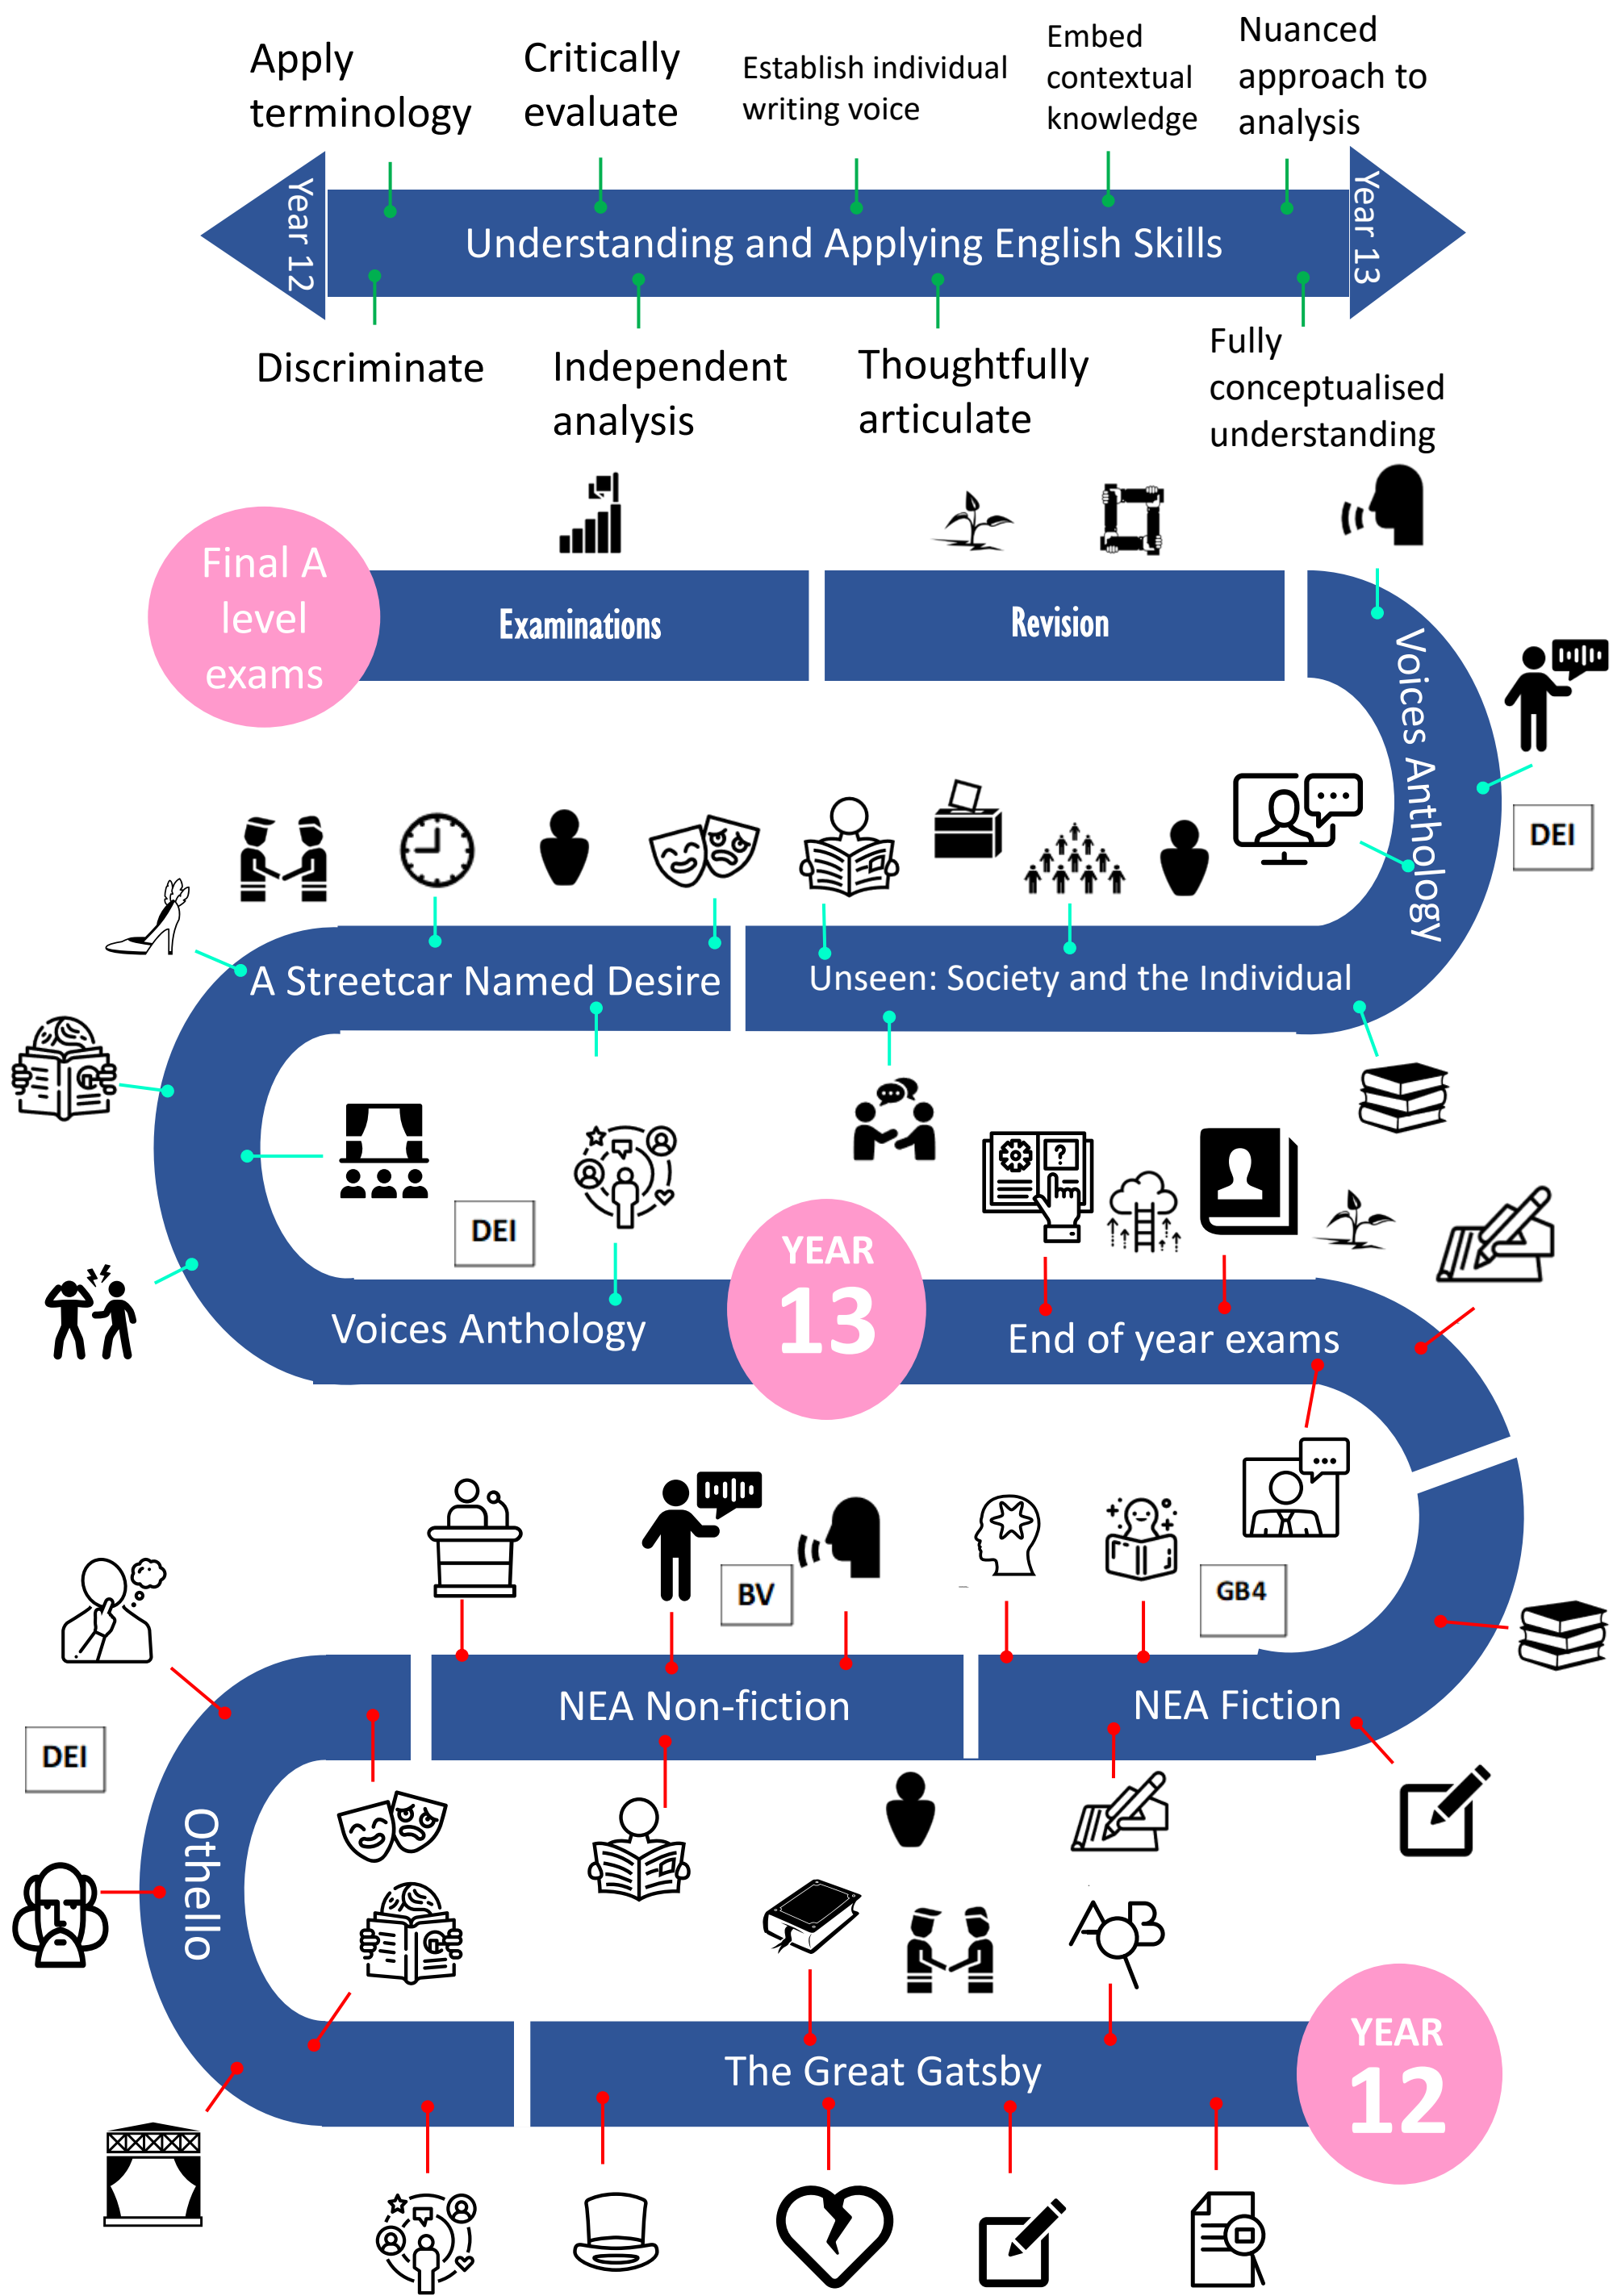 Apply
terminology
Critically
evaluate
Establish individual
writing voice
Embed
contextual
knowledge
Nuanced
approach to
analysis
Year 12
Understanding and Applying English Skills
Year 13
Discriminate
Independent
analysis
Thoughtfully
articulate
Fully
conceptualised
understanding
Final A
level
exams
Examinations
Revision
Voices Anthology
DEI
A Streetcar Named Desire
Unseen: Society and the Individual
DEI
?
Voices Anthology
YEAR
13
End of year exams
BV
GB4
NEA Non-fiction
NEA Fiction
DEI
Othello
A B
The Great Gatsby
YEAR
12